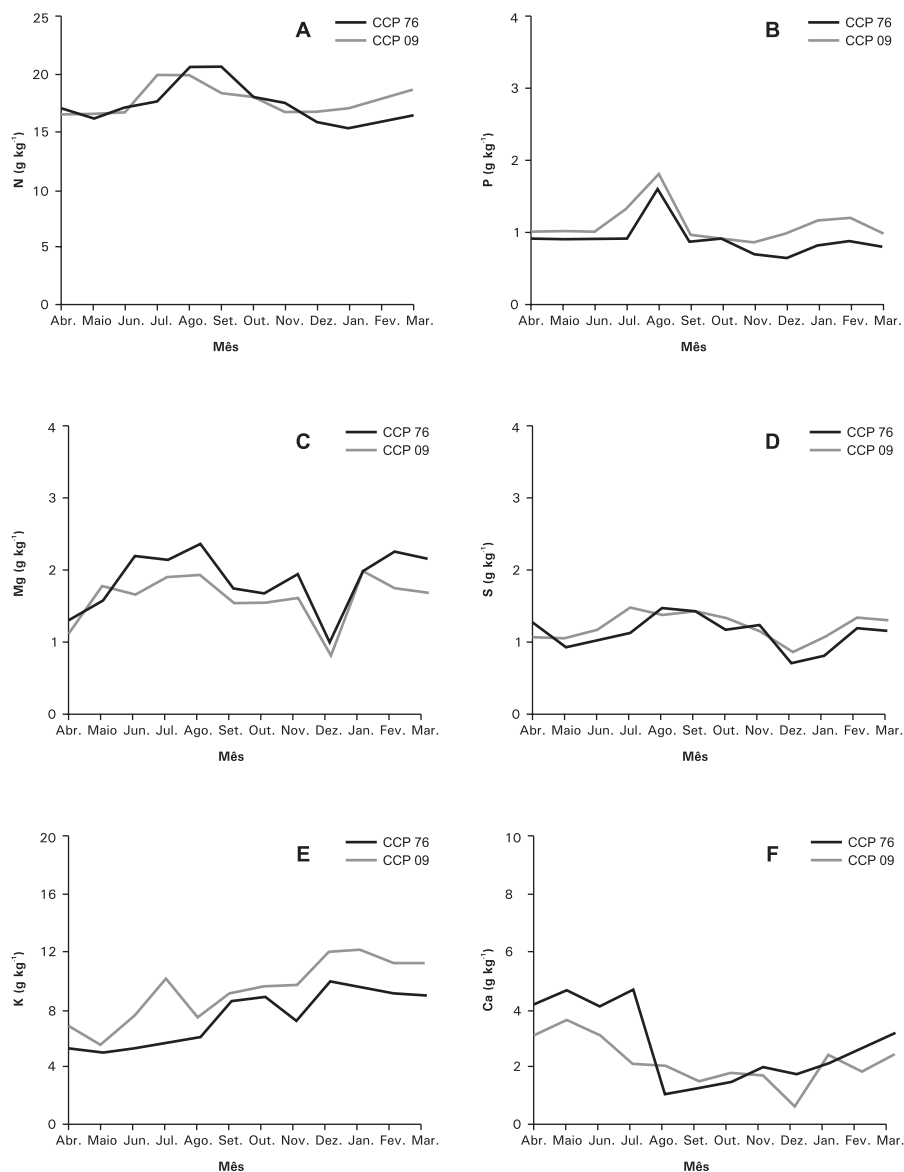 A
CCP 76
CCP 09
25
20
15
10
5
0
N (g kg-1)
Abr. Maio Jun. Jul. Ago. Set. Out. Nov. Dez. Jan. Fev. Mar.
Mês
B
CCP 76
CCP 09
4
3
2
1
0
P (g kg-1)
Abr. Maio Jun. Jul. Ago. Set. Out. Nov. Dez. Jan. Fev. Mar.
Mês
C
CCP 76
CCP 09
4
3
2
1
0
Mg (g kg-1)
Abr. Maio Jun. Jul. Ago. Set. Out. Nov. Dez. Jan. Fev. Mar.
Mês
D
CCP 76
CCP 09
4
3
2
1
0
S (g kg-1)
Abr. Maio Jun. Jul. Ago. Set. Out. Nov. Dez. Jan. Fev. Mar.
Mês
E
CCP 76
CCP 09
20
16
12
8
4
0
K (g kg-1)
Abr. Maio Jun. Jul. Ago. Set. Out. Nov. Dez. Jan. Fev. Mar.
Mês
F
CCP 76
CCP 09
10
8
6
4
2
0
Ca (g kg-1)
Abr. Maio Jun. Jul. Ago. Set. Out. Nov. Dez. Jan. Fev. Mar.
Mês